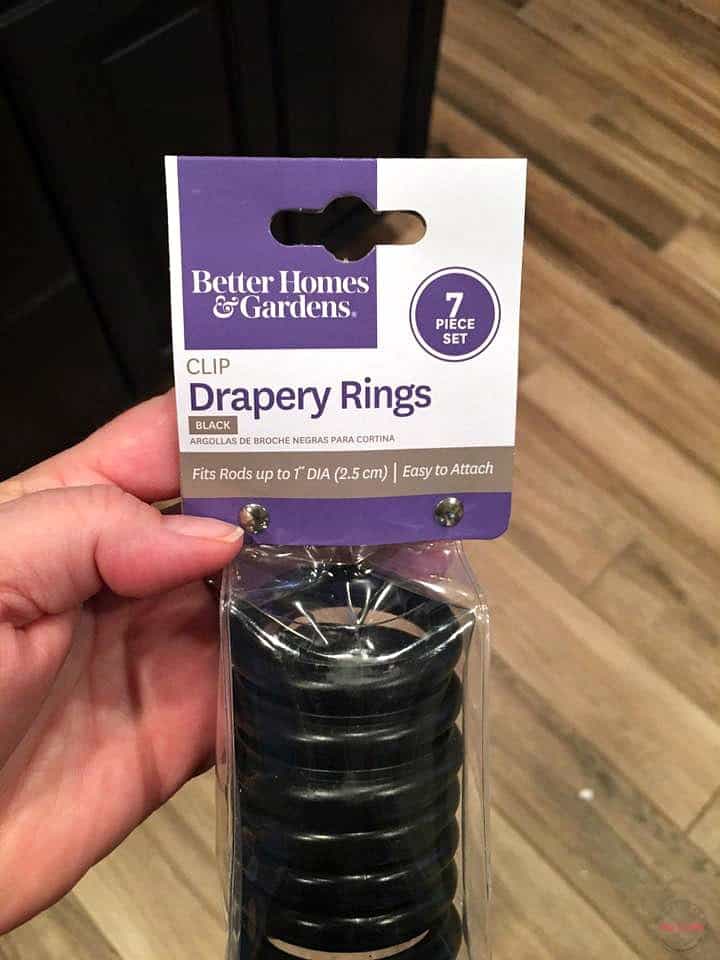 Better Homes
& Gardens®
7
PIECE
SET
CLIP
Drapery Rings
BLACK
ARGOLLAS DE BROCHE NEGRAS PARA CORTINA
Fits Rods up to 1" DIA (2.5 cm) | Easy to Attach